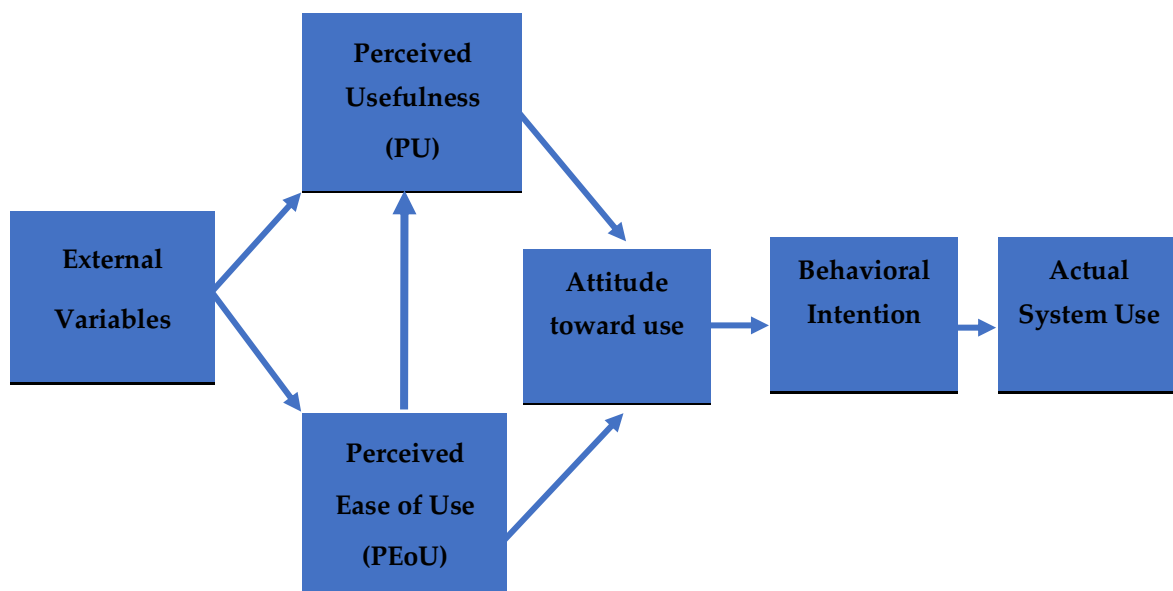 Perceived
Usefulness
(PU)
External
Variables
Perceived
Ease of Use
(PEoU)
Attitude
toward use
Behavioral
Intention
Actual
System Use